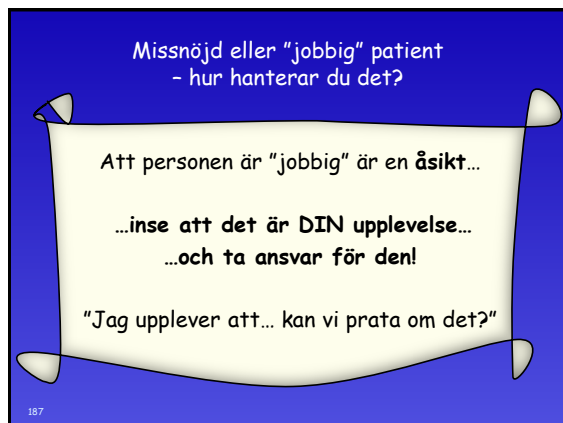 Missnöjd eller ”jobbig” patient
– hur hanterar du det?
Att personen är ”jobbig” är en åsikt…
…inse att det är DIN upplevelse…
…och ta ansvar för den!
”Jag upplever att… kan vi prata om det?”
187